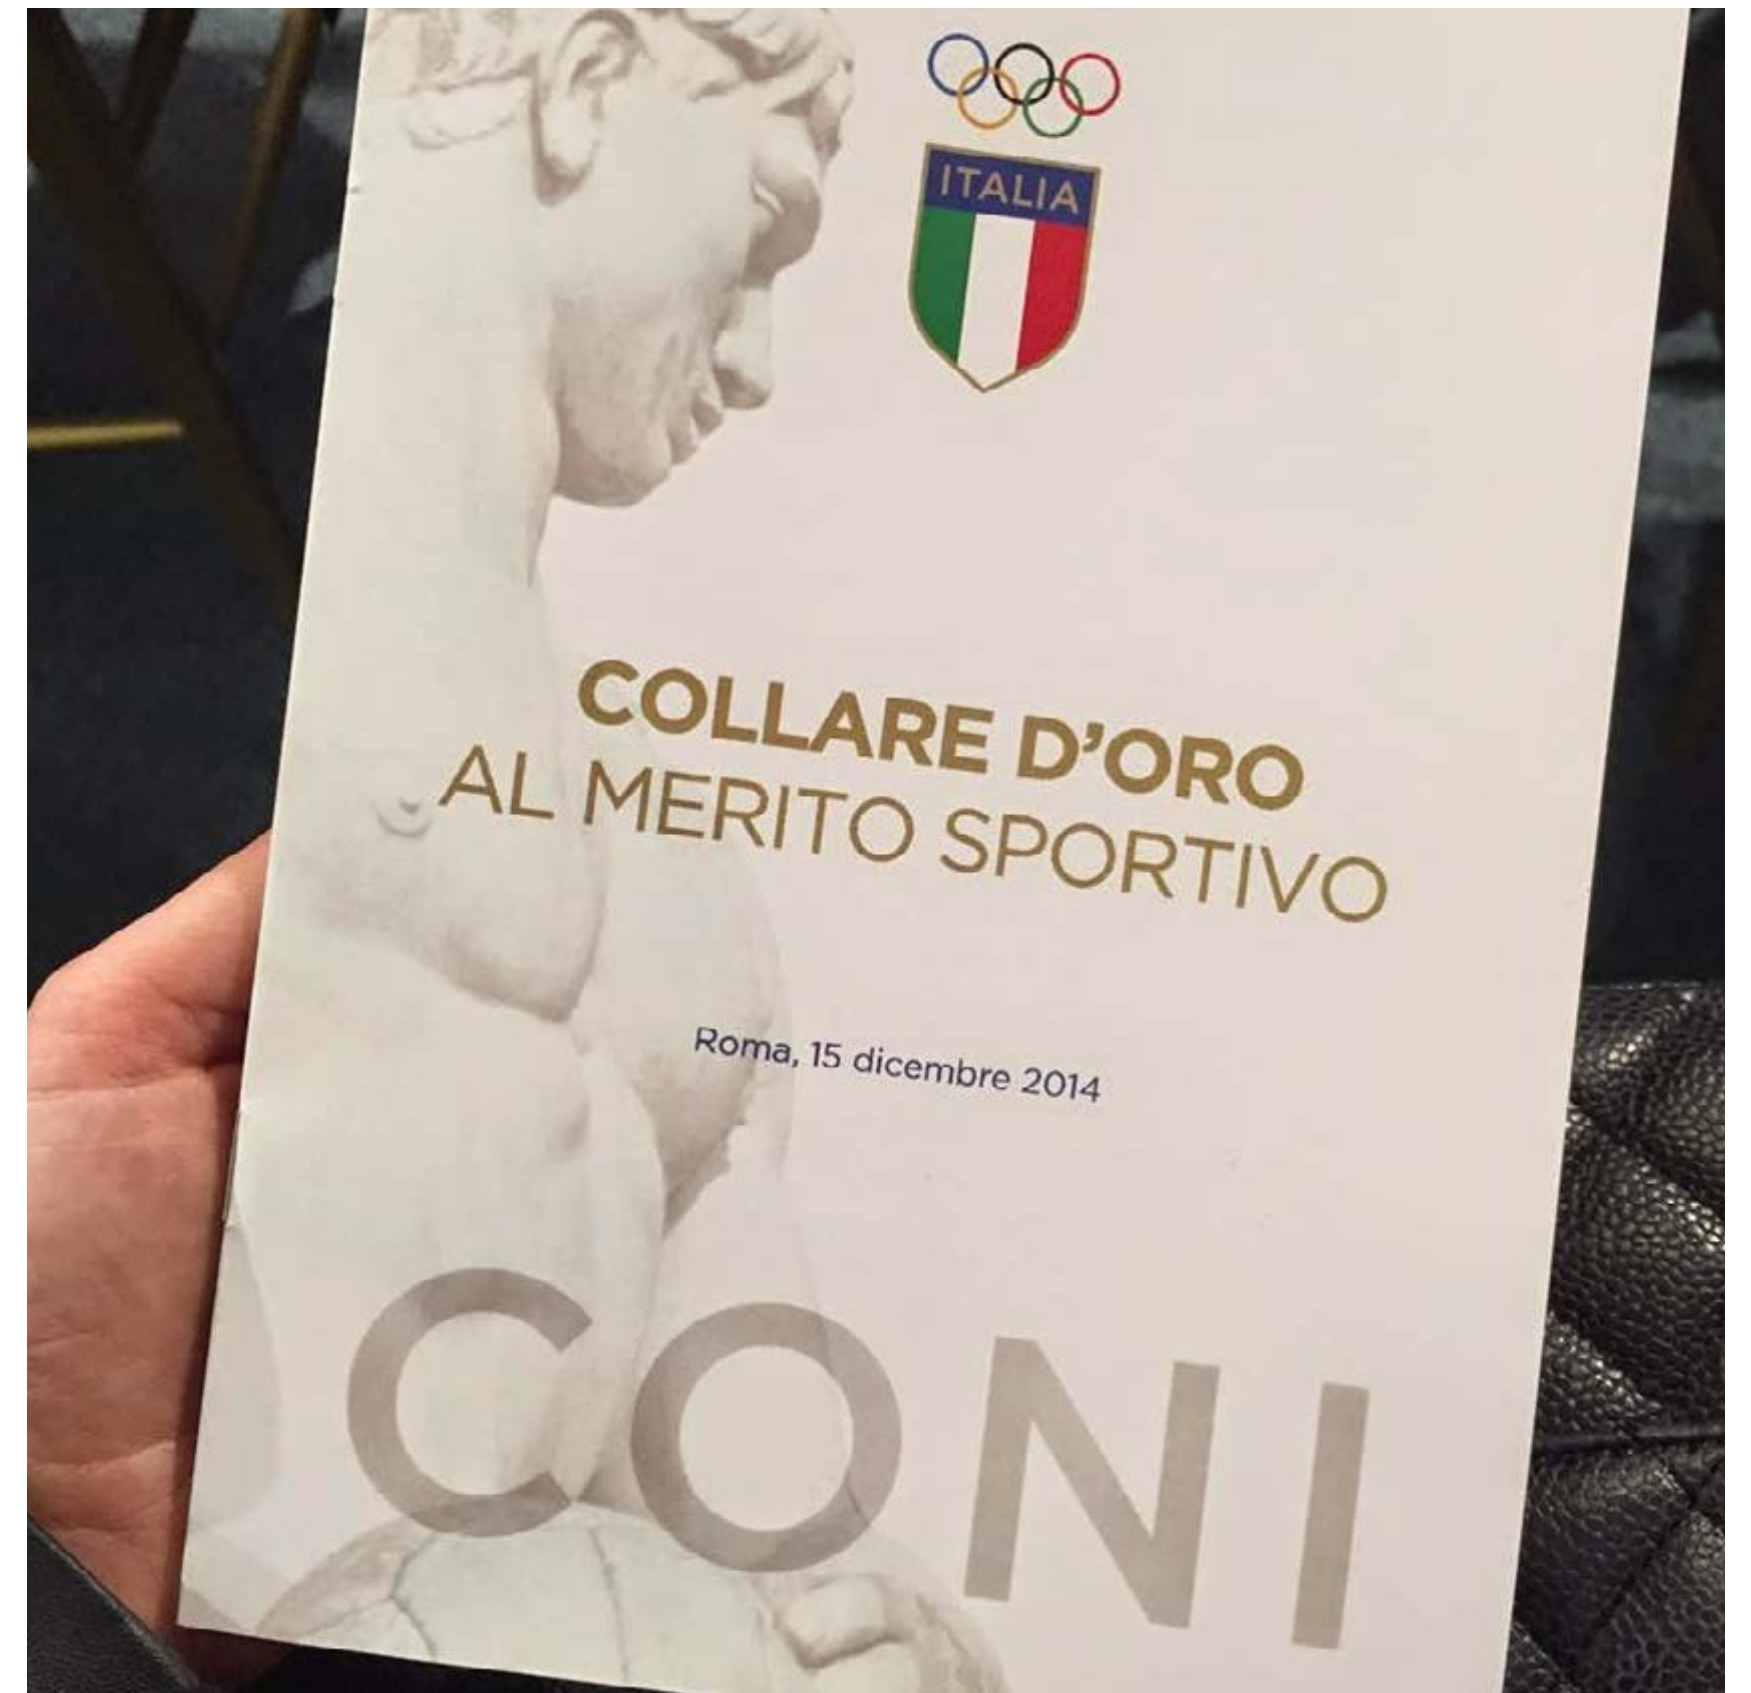 ITALIA
COLLARE D'ORO
AL MERITO SPORTIVO
Roma, 15 dicembre 2014
CONI